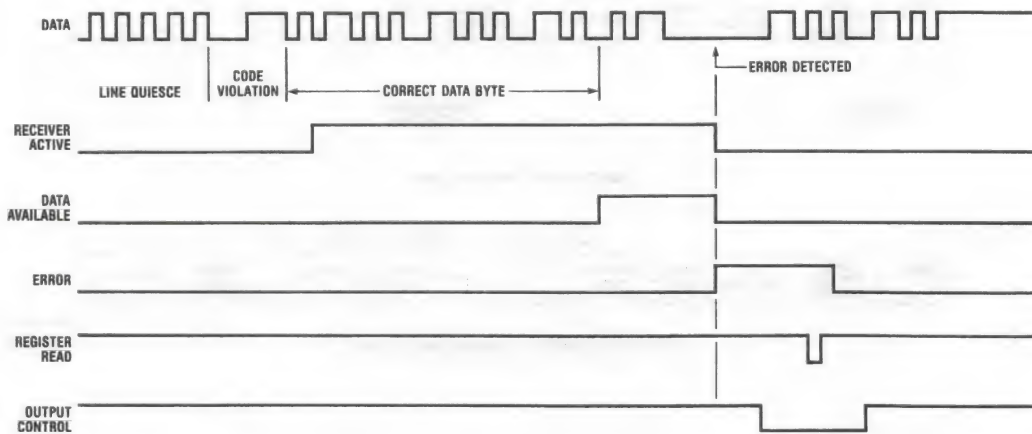 DATA
ERROR DETECTED
LINE QUIESCE
CODE
VIOLATION
CORRECT DATA BYTE
RECEIVER
ACTIVE
DATA
AVAILABLE
ERROR
REGISTER
READ
OUTPUT
CONTROL